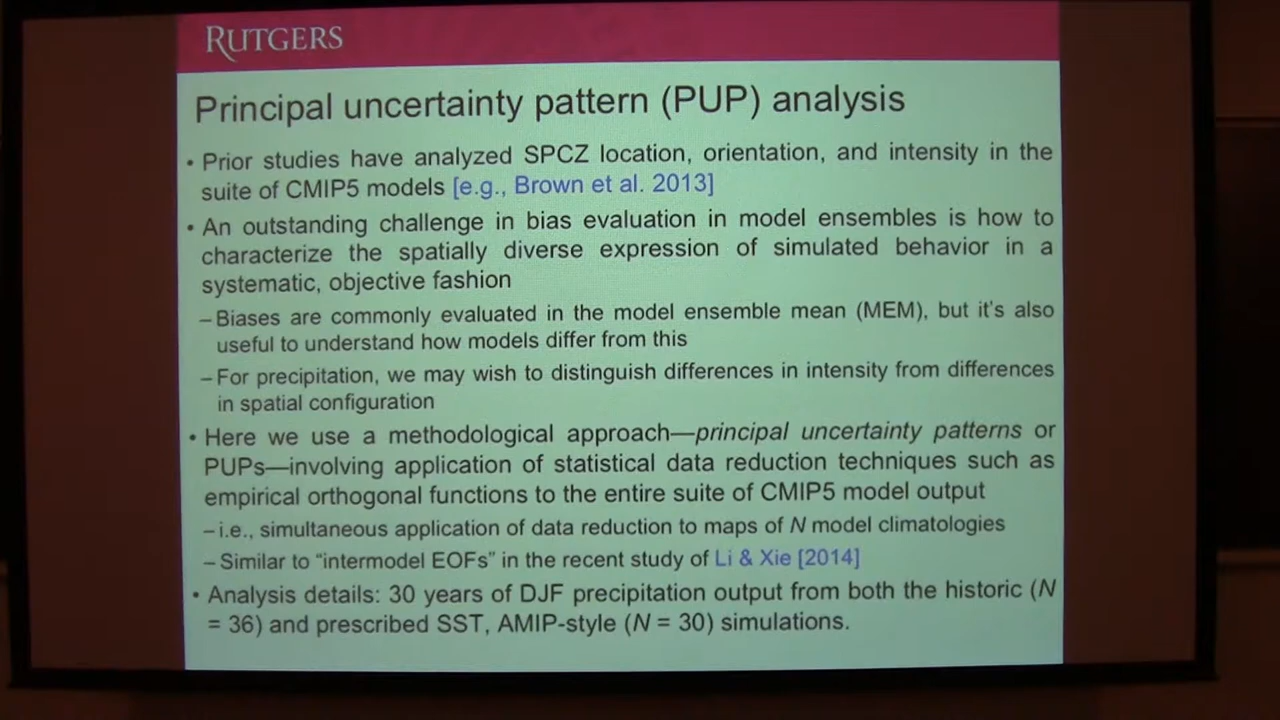 RUTGERS
Principal uncertainty pattern (PUP) analysis
• Prior studies have analyzed SPCZ location, orientation, and intensity in the
suite of CMIP5 models [e.g., Brown et al. 2013]
• An outstanding challenge in bias evaluation in model ensembles is how to
characterize the spatially diverse expression of simulated behavior in a
systematic, objective fashion
– Biases are commonly evaluated in the model ensemble mean (MEM), but it's also
useful to understand how models differ from this
– For precipitation, we may wish to distinguish differences in intensity from differences
in spatial configuration
• Here we use a methodological approach—principal uncertainty patterns or
PUPs—involving application of statistical data reduction techniques such as
empirical orthogonal functions to the entire suite of CMIP5 model output
– i.e., simultaneous application of data reduction to maps of N model climatologies
– Similar to “intermodel EOFs” in the recent study of Li & Xie [2014]
• Analysis details: 30 years of DJF precipitation output from both the historic (N
= 36) and prescribed SST, AMIP-style (N = 30) simulations.